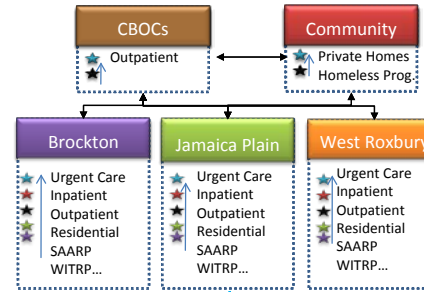 CBOCs
Outpatient
Community
Private Homes
Homeless Prog.
Brockton
Urgent Care
Inpatient
Outpatient
Residential
SAARP
WITRP...
Jamaica Plain
Urgent Care
Inpatient
Outpatient
Residential
SAARP
WITRP...
West Roxbury
Urgent Care
Inpatient
Outpatient
Residential
SAARP
WITRP...